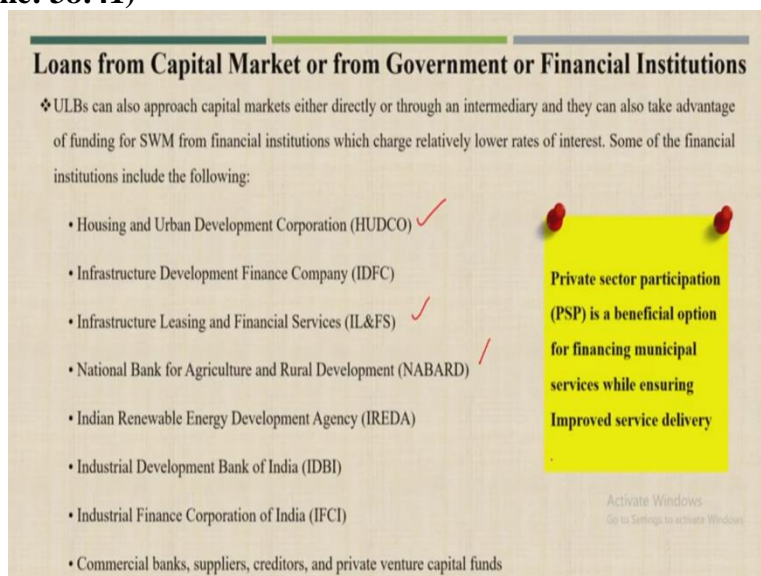 Loans from Capital Market or from Government or Financial Institutions
❖ULBs can also approach capital markets either directly or through an intermediary and they can also take advantage
of funding for SWM from financial institutions which charge relatively lower rates of interest. Some of the financial
institutions include the following:
• Housing and Urban Development Corporation (HUDCO)
• Infrastructure Development Finance Company (IDFC)
• Infrastructure Leasing and Financial Services (IL&FS)
• National Bank for Agriculture and Rural Development (NABARD)
• Indian Renewable Energy Development Agency (IREDA)
• Industrial Development Bank of India (IDBI)
• Industrial Finance Corporation of India (IFCI)
• Commercial banks, suppliers, creditors, and private venture capital funds
Private sector participation
(PSP) is a beneficial option
for financing municipal
services while ensuring
Improved service delivery
.
Activate Windows
Go to Settings to activate Windows